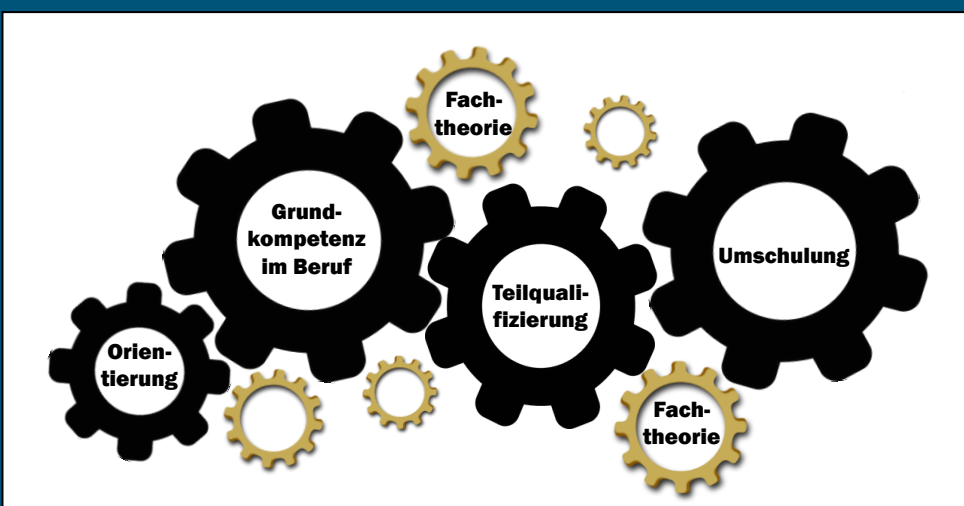 Fach-
theorie
Grund-
kompetenz
im Beruf
Umschulung
Teilquali-
fizierung
Orien-
tierung
Fach-
theorie